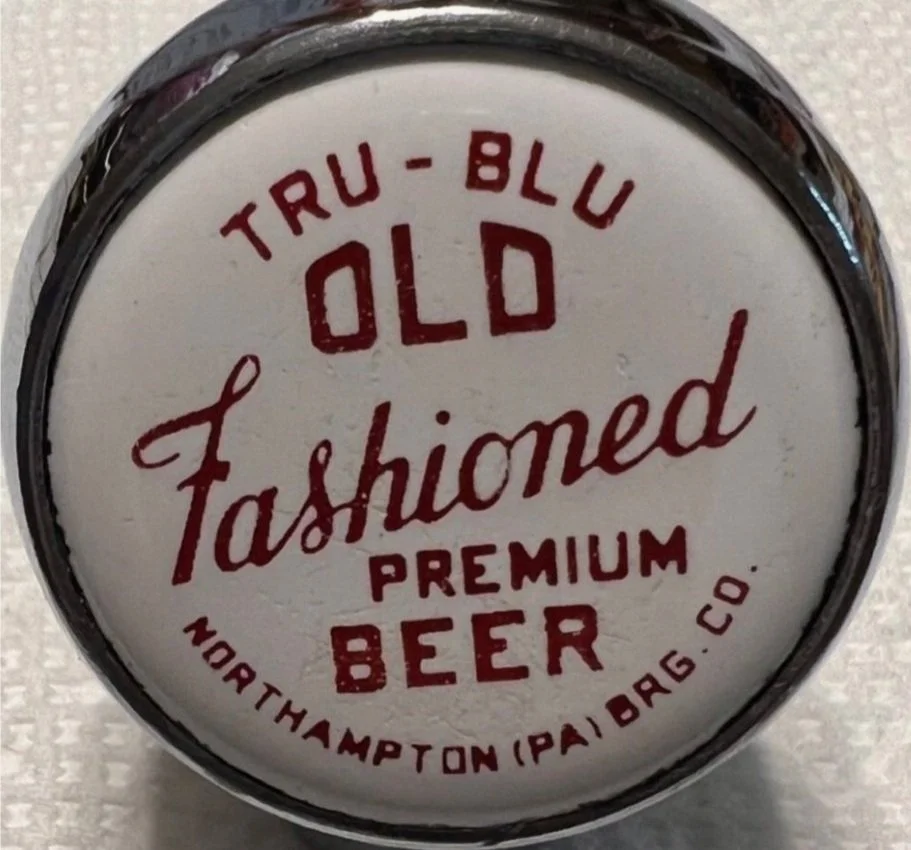 TRU-BLU
OLD
Fashioned
PREMIUM
BEER
NORTHAMPTON (PA) BRG. CO.